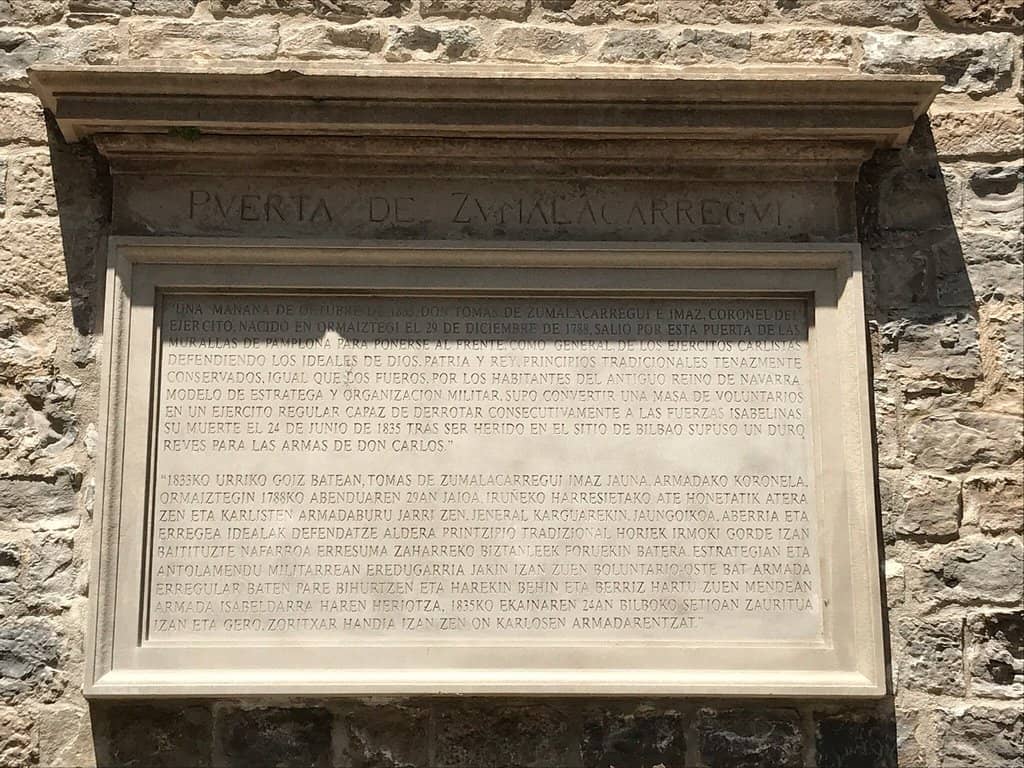 PVERTA DE ZVMALACARREGVI
"UNA MAÑANA DE OCTUBRE DE 1833, DON TOMAS DE ZUMALACARREGUI E IMAZ, CORONEL DEL
EJERCITO, NACIDO EN ORMAIZTEGI EL 29 DE DICIEMBRE DE 1788, SALIO POR ESTA PUERTA DE LAS
MURALLAS DE PAMPLONA PARA PONERSE AL FRENTE COMO GENERAL DE LOS EJERCITOS CARLISTAS
DEFENDIENDO LOS IDEALES DE DIOS, PATRIA Y REY, PRINCIPIOS TRADICIONALES TENAZMENTE
CONSERVADOS, IGUAL QUE LOS FUEROS, POR LOS HABITANTES DEL ANTIGUO REINO DE NAVARRA.
MODELO DE ESTRATEGA Y ORGANIZACION MILITAR, SUPO CONVERTIR UNA MASA DE VOLUNTARIOS
EN UN EJERCITO REGULAR CAPAZ DE DERROTAR CONSECUTIVAMENTE A LAS FUERZAS ISABELINAS
SU MUERTE EL 24 DE JUNIO DE 1835 TRAS SER HERIDO EN EL SITIO DE BILBAO SUPUSO UN DURO
REVES PARA LAS ARMAS DE DON CARLOS."
"1833KO URRIKO GOIZ BATEAN, TOMAS DE ZUMALACARREGUI IMAZ JAUNA, ARMADAKO KORONELA,
ORMAIZTEGIN 1788KO ABENDUAREN 29AN JAIOA, IRUÑEKO HARRESIETAKO ATE HONETATIK ATERA
ZEN ETA KARLISTEN ARMADABURU JARRI ZEN, JENERAL KARGUAREKIN, JAUNGOIKOA, ABERRIA ETA
ERREGEA IDEALAK DEFENDATZE ALDERA PRINTZIPIO TRADIZIONAL HORIEK IRMOKI GORDE IZAN
BAITITUZTE NAFARROA ERRESUMA ZAHARREKO BIZTANLEEK FORUEKIN BATERA. ESTRATEGIAN ETA
ANTOLAMENDU MILITARREAN EREDUGARRIA JAKIN IZAN ZUEN BOLUNTARIO-OSTE BAT ARMADA
ERREGULAR BATEN PARE BIHURTZEN ETA HAREKIN BEHIN ETA BERRIZ HARTU ZUEN MENDEAN
ARMADA ISABELDARRA HAREN HERIOTZA, 1835KO EKAINAREN 24AN BILBOKO SETIOAN ZAURITUA
IZAN ETA GERO, ZORITXAR HANDIA IZAN ZEN ON KARLOSEN ARMADARENTZAT."